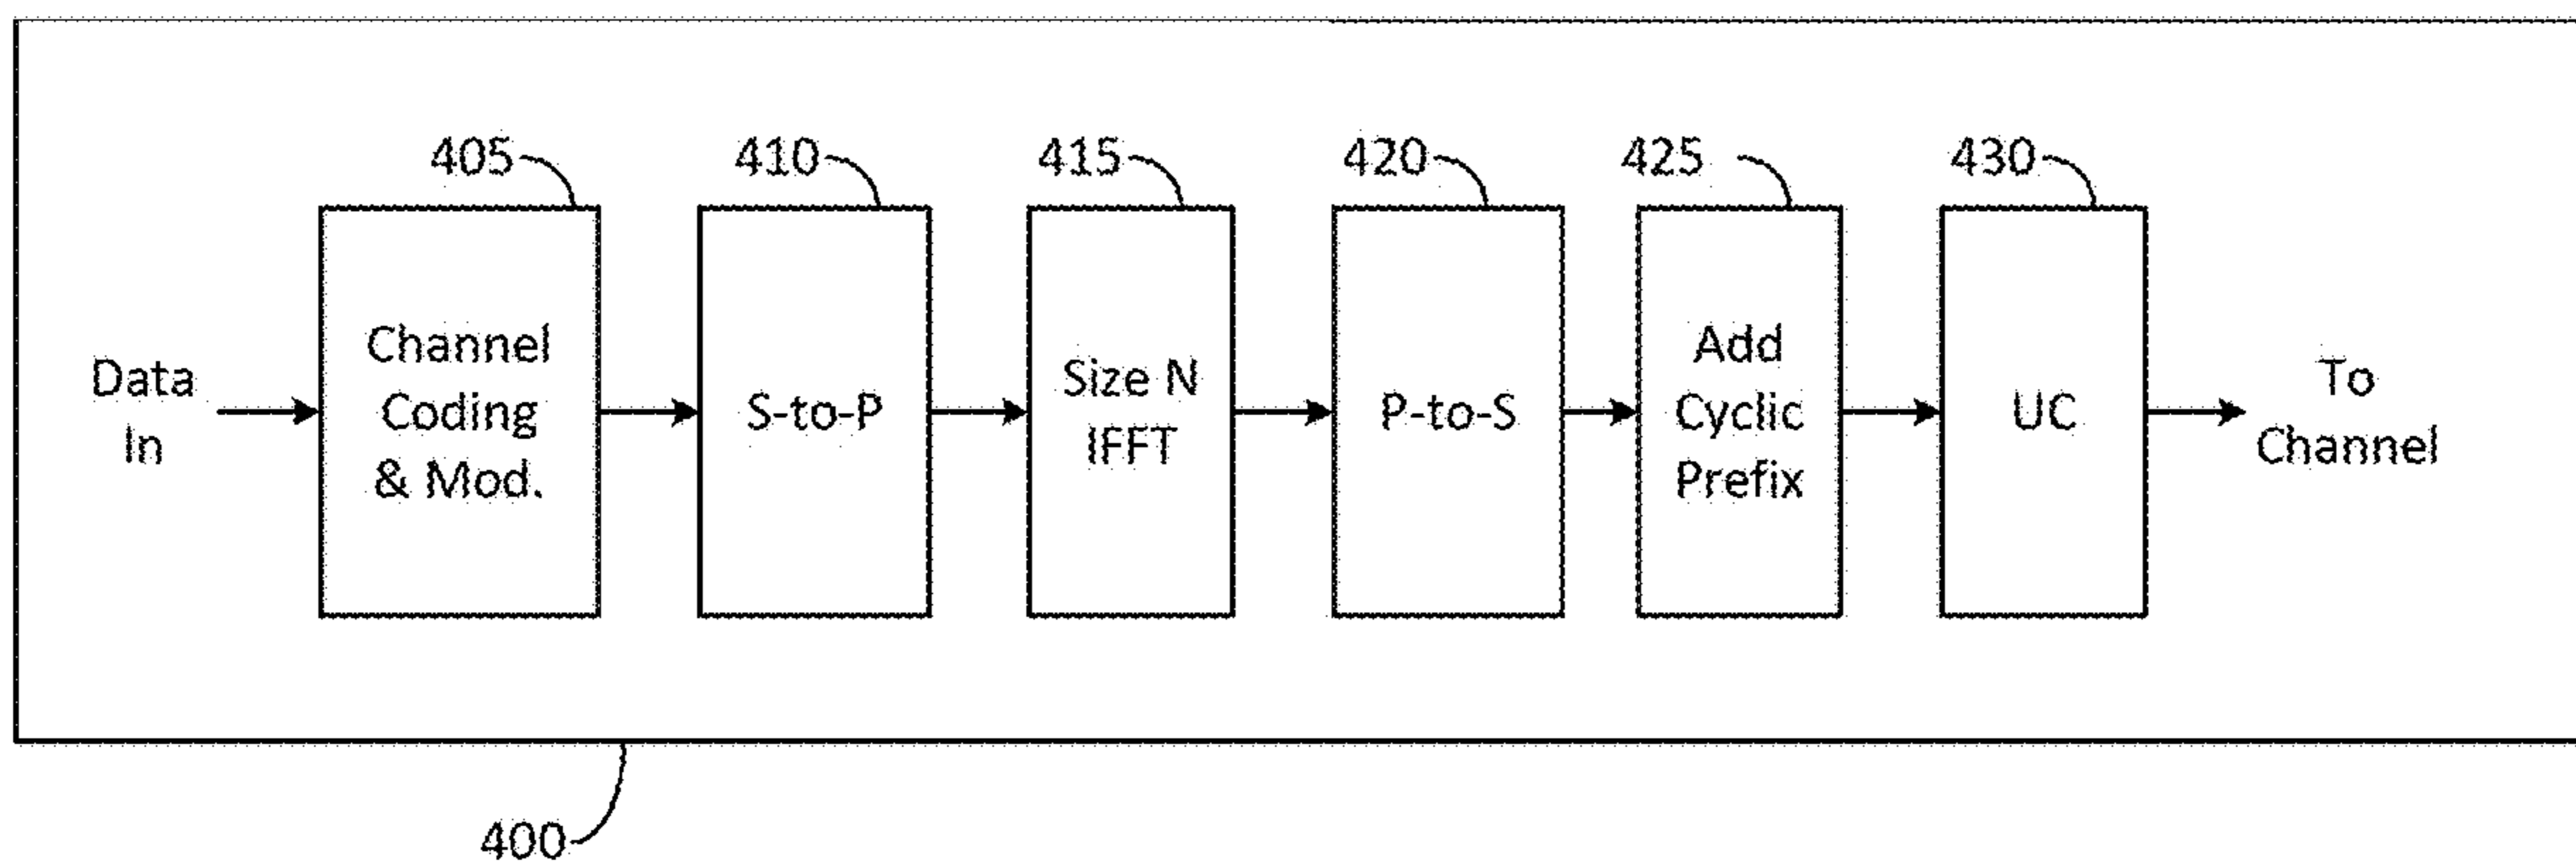 405
410
415
420
425
430
Data
In
Channel
Coding
& Mod.
S-to-P
Size N
IFFT
P-to-S
Add
Cyclic
Prefix
UC
To
Channel
400